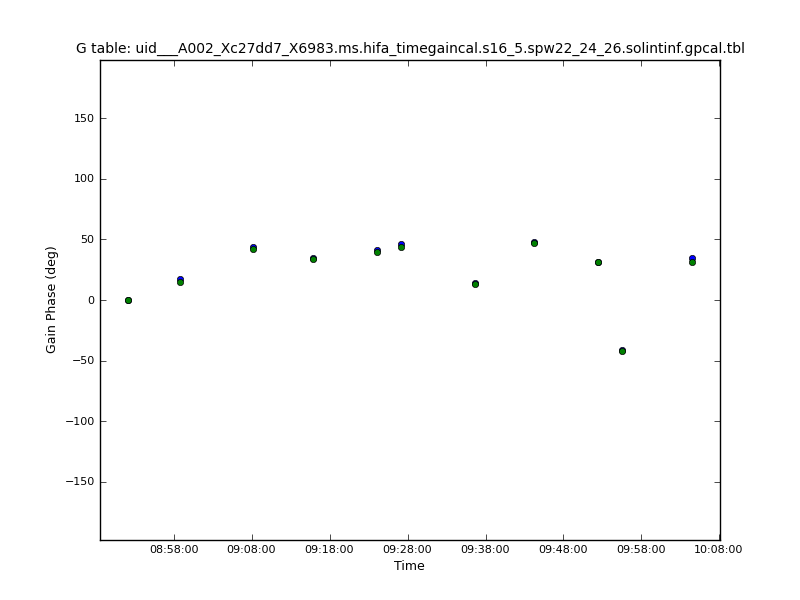 G table: uid___A002_Xc27dd7_X6983.ms.hifa_timegaincal.s16_5.spw22_24_26.solintinf.gpcal.tbl
150
100
50
0
−50
−100
−150
Gain Phase (deg)
08:58:00 09:08:00 09:18:00 09:28:00 09:38:00 09:48:00 09:58:00 10:08:00
Time